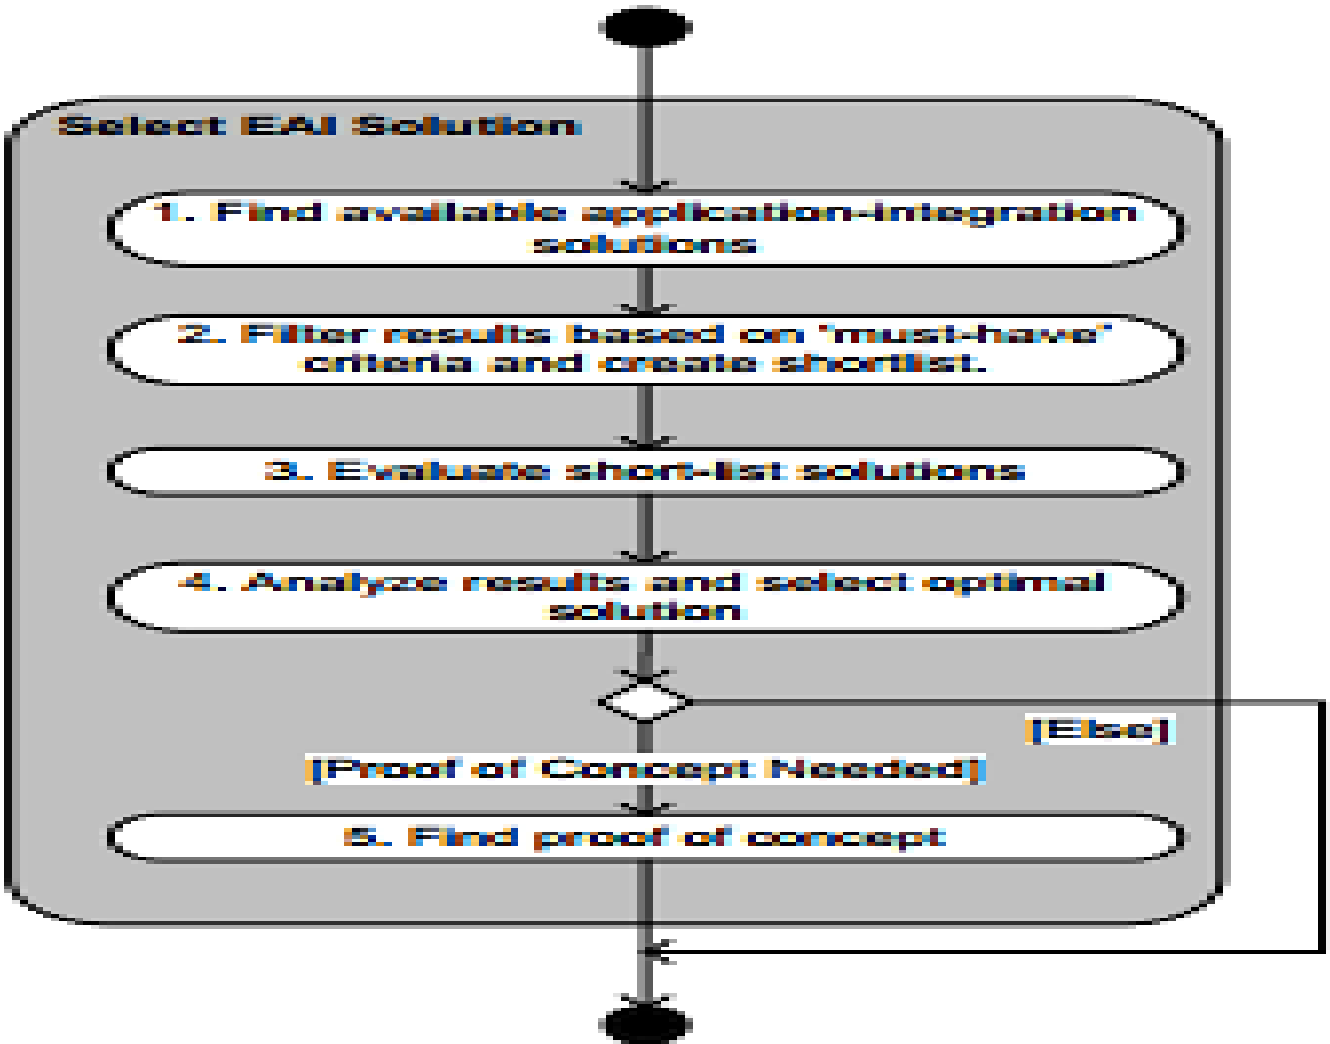 Select EAI Solution
1. Find available application-integration
solutions
2. Filter results based on 'must-have'
criteria and create shortlist.
3. Evaluate short-list solutions
4. Analyze results and select optimal
solution
[Else]
[Proof of Concept Needed]
5. Find proof of concept